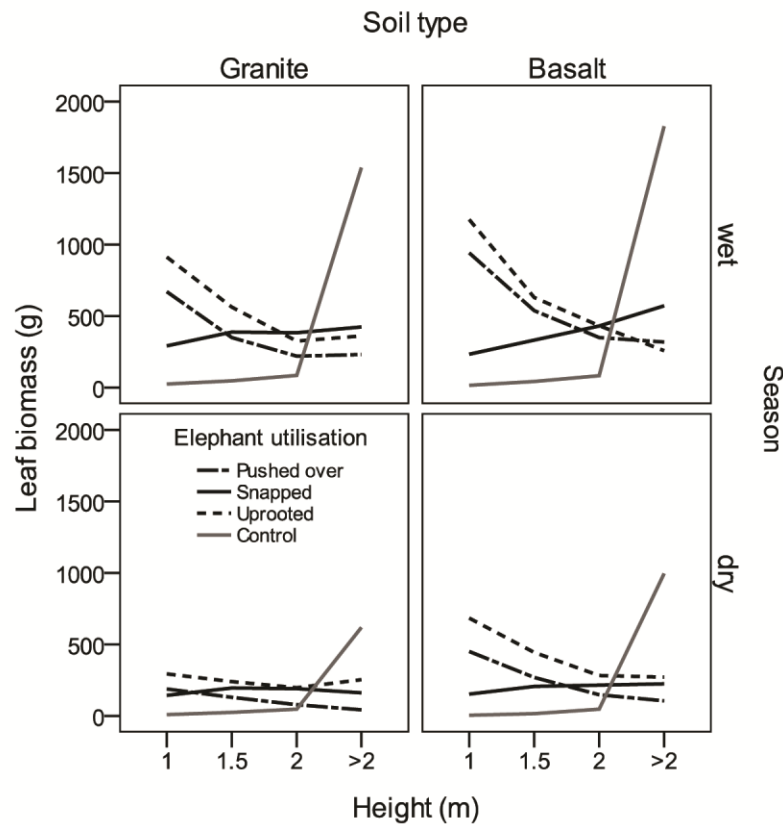 Soil type
Granite
Basalt
2000
1500
1000
500
0
wet
Leaf biomass (g)
Season
2000
1500
1000
500
0
Elephant utilisation
Pushed over
Snapped
Uprooted
Control
dry
1 1.5 2 >2
1 1.5 2 >2
Height (m)